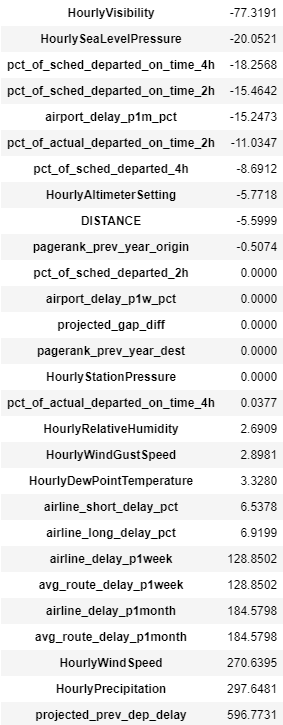 HourlyVisibility -77.3191
HourlySeaLevelPressure -20.0521
pct_of_sched_departed_on_time_4h -18.2568
pct_of_sched_departed_on_time_2h -15.4642
airport_delay_p1m_pct -15.2473
pct_of_actual_departed_on_time_2h -11.0347
pct_of_sched_departed_4h -8.6912
HourlyAltimeterSetting -5.7718
DISTANCE -5.5999
pagerank_prev_year_origin -0.5074
pct_of_sched_departed_2h 0.0000
airport_delay_p1w_pct 0.0000
projected_gap_diff 0.0000
pagerank_prev_year_dest 0.0000
HourlyStationPressure 0.0000
pct_of_actual_departed_on_time_4h 0.0377
HourlyRelativeHumidity 2.6909
HourlyWindGustSpeed 2.8981
HourlyDewPointTemperature 3.3280
airline_short_delay_pct 6.5378
airline_long_delay_pct 6.9199
airline_delay_p1week 128.8502
avg_route_delay_p1week 128.8502
airline_delay_p1month 184.5798
avg_route_delay_p1month 184.5798
HourlyWindSpeed 270.6395
HourlyPrecipitation 297.6481
projected_prev_dep_delay 596.7731